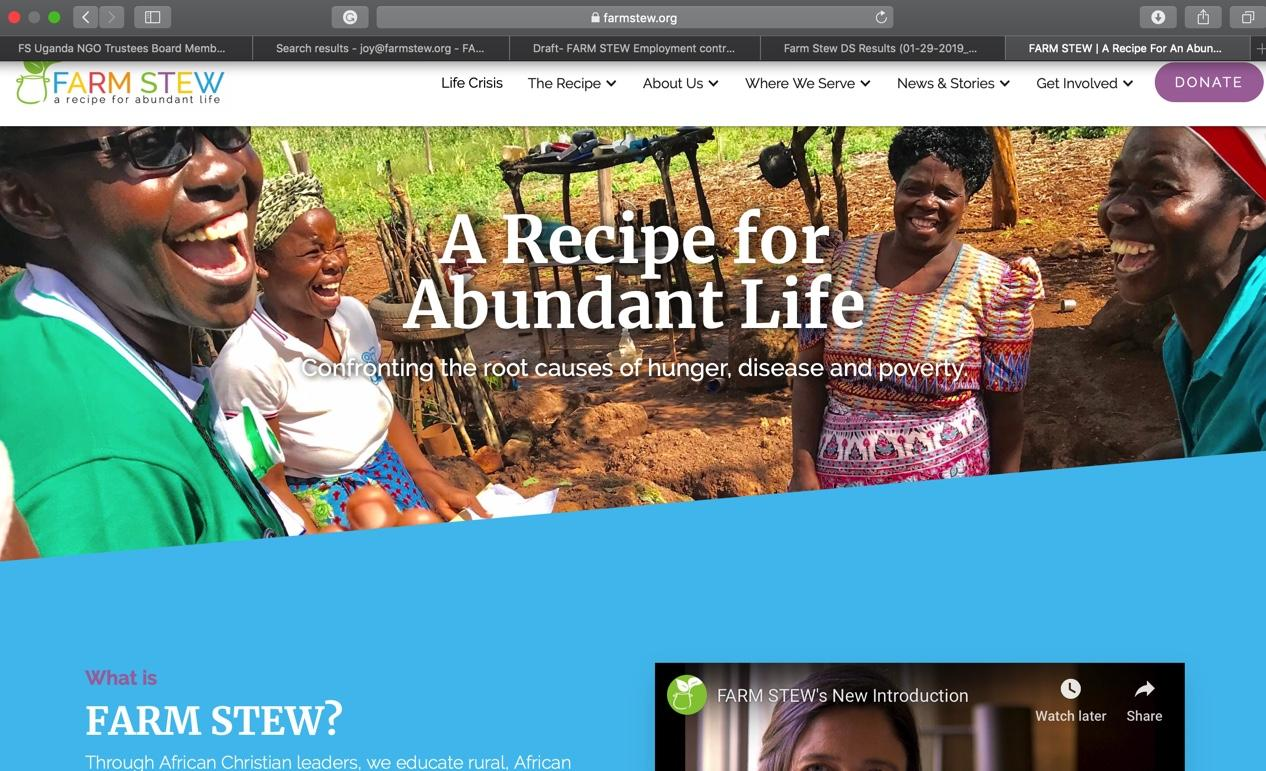 farmstew.org
FS Uganda NGO Trustees Board Memb...
Search results - joy@farmstew.org - FA...
Draft- FARM STEW Employment contr...
Farm Stew DS Results (01-29-2019_...
FARM STEW | A Recipe For An Abun...
FARM STEW
a recipe for abundant life
Life Crisis
The Recipe
About Us
Where We Serve
News & Stories
Get Involved
DONATE
A Recipe for
Abundant Life
Confronting the root causes of hunger, disease and poverty.
What is
FARM STEW?
Through African Christian leaders, we educate rural, African
FARM STEW's New Introduction
Watch later
Share